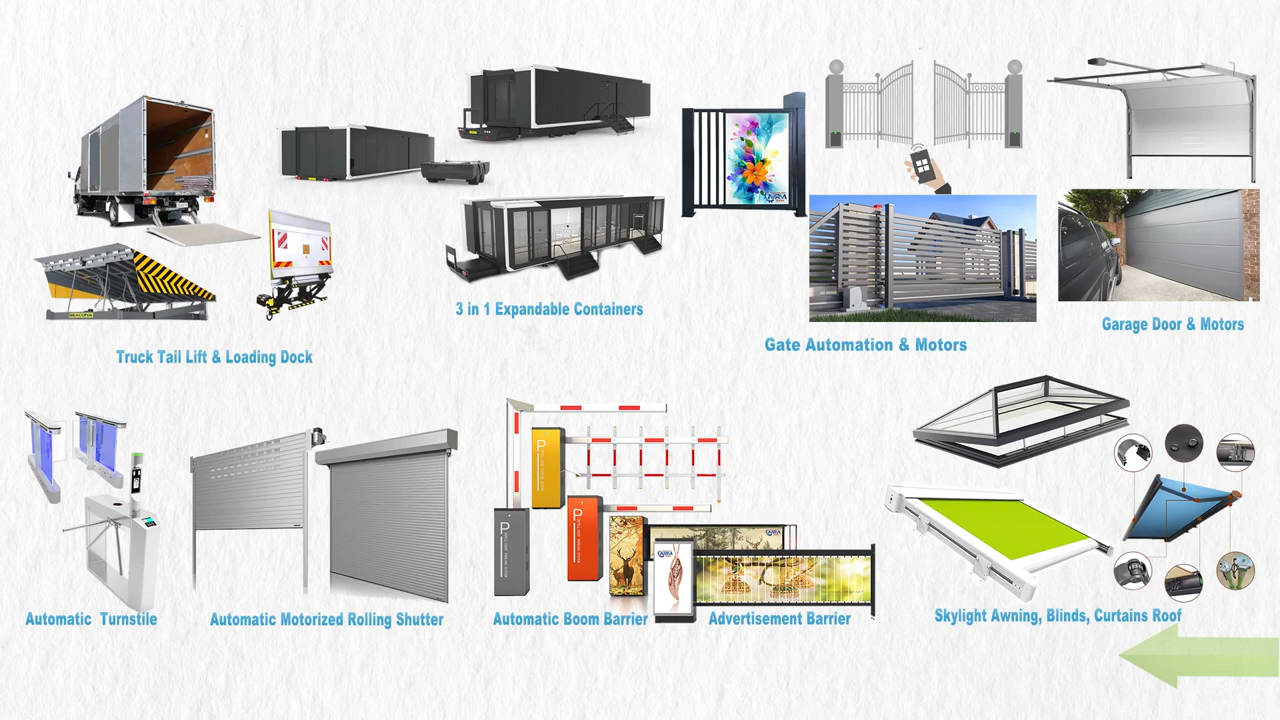 3 in 1 Expandable Containers
Garage Door & Motors
Gate Automation & Motors
Truck Tail Lift & Loading Dock
P
P
P
Automatic  Turnstile
Automatic Motorized Rolling Shutter
Automatic Boom Barrier
Advertisement Barrier
Skylight Awning, Blinds, Curtains Roof